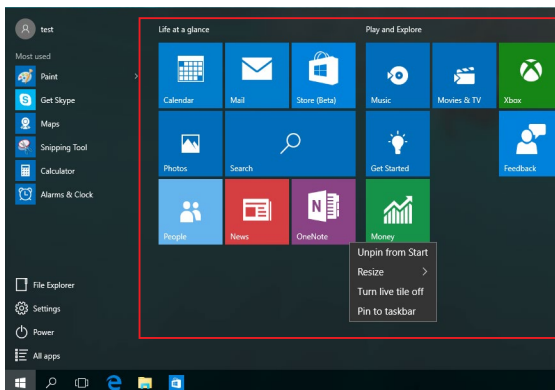 test
Most used
Paint
Get Skype
Maps
Snipping Tool
Calculator
Alarms & Clock
File Explorer
Settings
Power
All apps
Life at a glance
Calendar
Mail
Store (Beta)
Photos
Search
People
News
OneNote
Play and Explore
Music
Movies & TV
Xbox
Get Started
Feedback
Money
Unpin from Start
Resize
Turn live tile off
Pin to taskbar